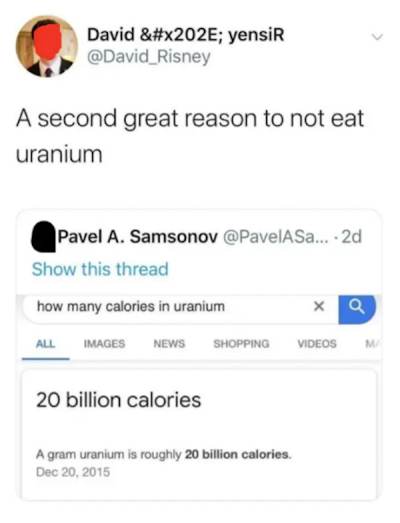 David &#x202E; yensiR
@David_Risney
A second great reason to not eat
uranium
Pavel A. Samsonov @PavelASa... · 2d
Show this thread
how many calories in uranium
ALL IMAGES NEWS SHOPPING VIDEOS MA
20 billion calories
A gram uranium is roughly 20 billion calories.
Dec 20, 2015